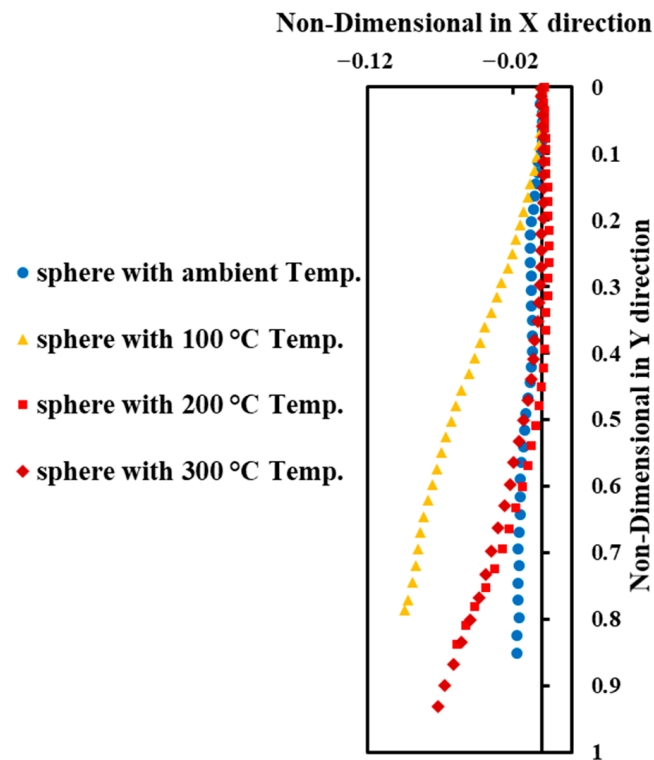 Non-Dimensional in X direction
−0.12
−0.02
0
0.1
0.2
0.3
0.4
0.5
0.6
0.7
0.8
0.9
1
Non-Dimensional in Y direction
sphere with ambient Temp.
sphere with 100 °C Temp.
sphere with 200 °C Temp.
sphere with 300 °C Temp.